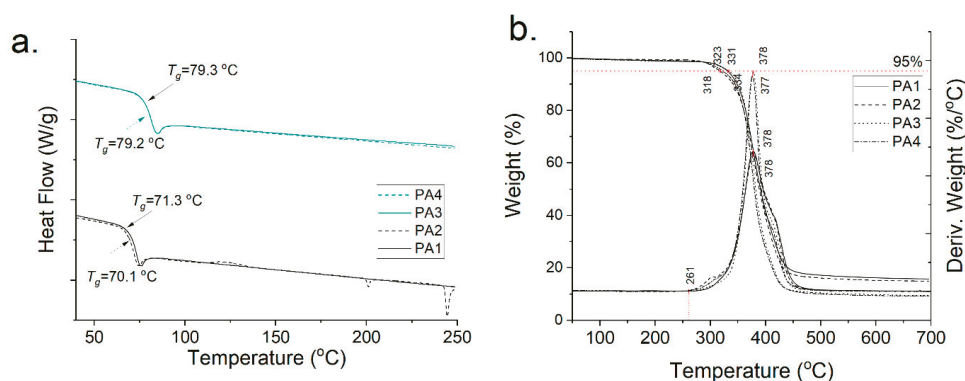 a.
Tg=79.3 °C
Tg=79.2 °C
Tg=71.3 °C
Tg=70.1 °C
PA4
PA3
PA2
PA1
Heat Flow (W/g)
50
100
150
200
250
Temperature (°C)
b.
100
80
60
40
20
0
Weight (%)
323
331
378
318
334
377
378
378
261
95%
PA1
PA2
PA3
PA4
Deriv. Weight (%/°C)
100
200
300
400
500
600
700
Temperature (°C)